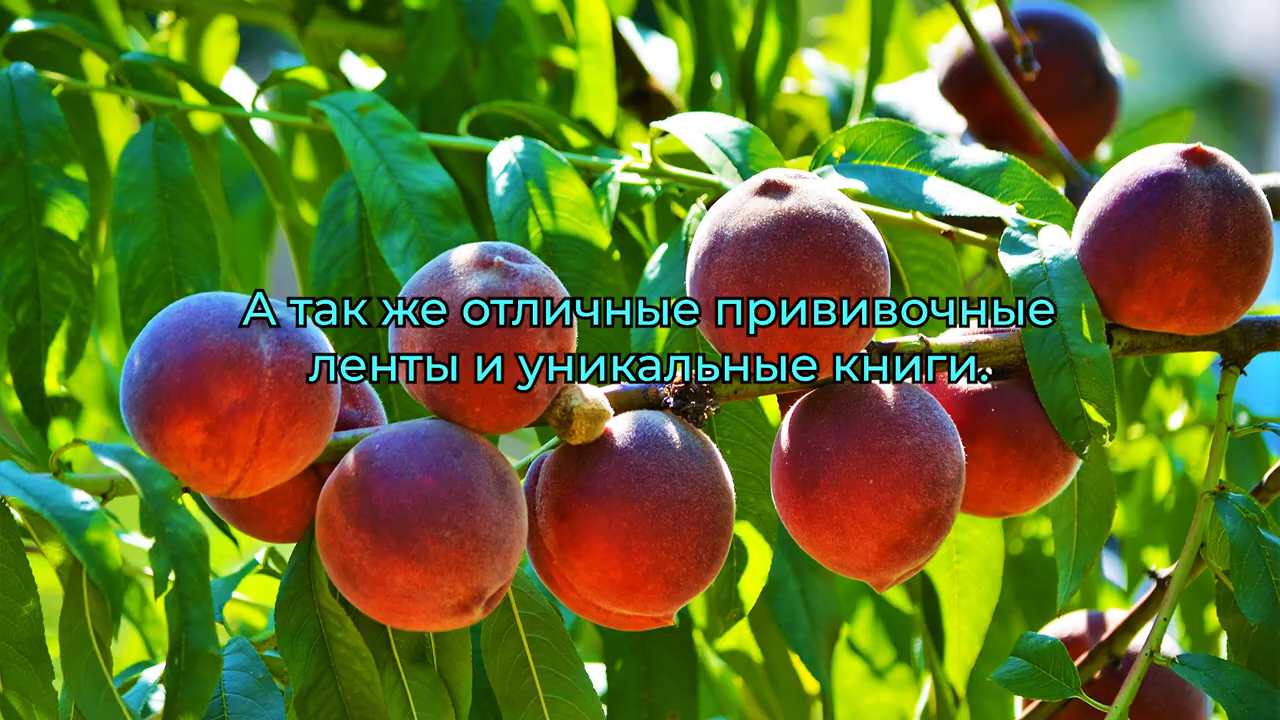 А так же отличные прививочные
ленты и уникальные книги.